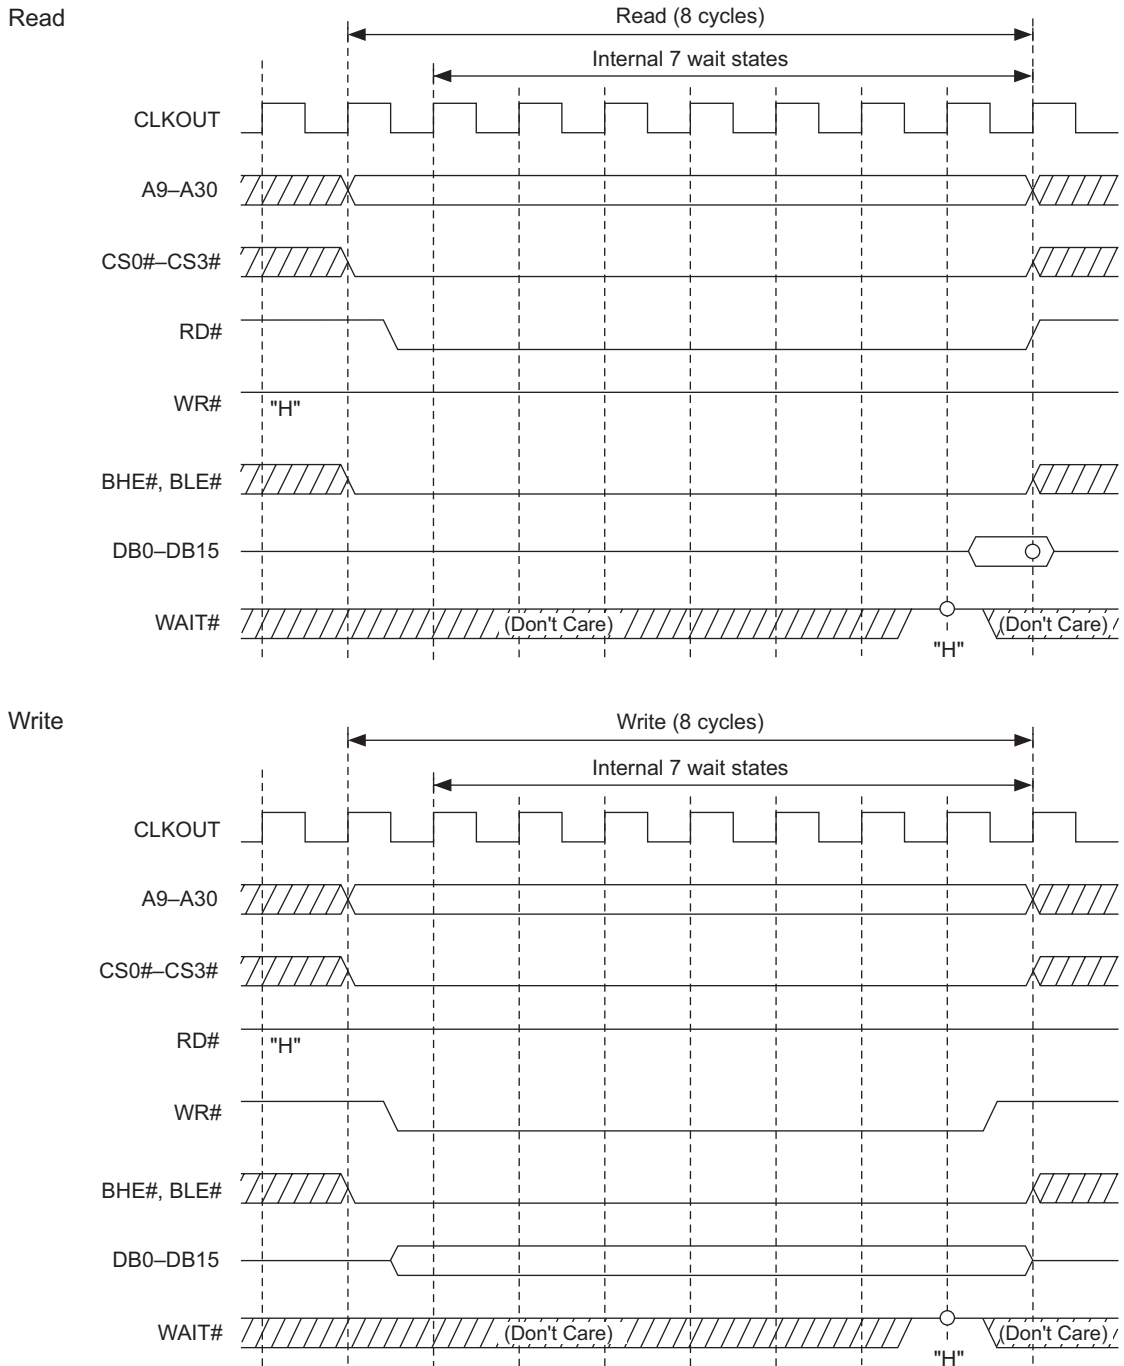 Read
Read (8 cycles)
Internal 7 wait states
CLKOUT
A9–A30
CS0#–CS3#
RD#
WR#
"H"
BHE#, BLE#
DB0–DB15
WAIT#
(Don't Care)
(Don't Care)
"H"
Write
Write (8 cycles)
Internal 7 wait states
CLKOUT
A9–A30
CS0#–CS3#
RD#
"H"
WR#
BHE#, BLE#
DB0–DB15
WAIT#
(Don't Care)
(Don't Care)
"H"